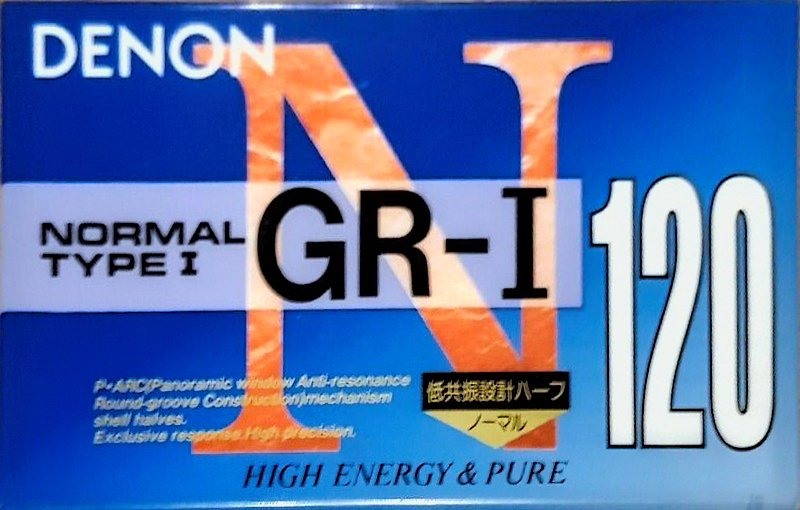 DENON
N
NORMAL
TYPE I
GR-I
120
P•ARC(Panoramic window Anti-resonance
Round-groove Construction)mechanism
shell halves.
Exclusive response.High precision.
低共振設計ハーフ
ノーマル
HIGH ENERGY & PURE